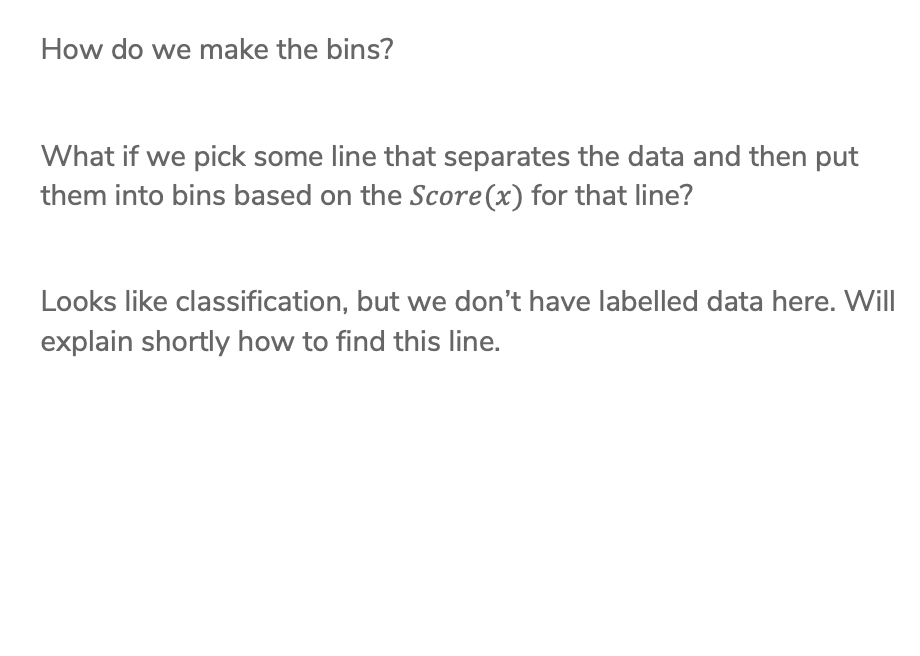 How do we make the bins?
What if we pick some line that separates the data and then put
them into bins based on the Score(x) for that line?
Looks like classification, but we don’t have labelled data here. Will
explain shortly how to find this line.